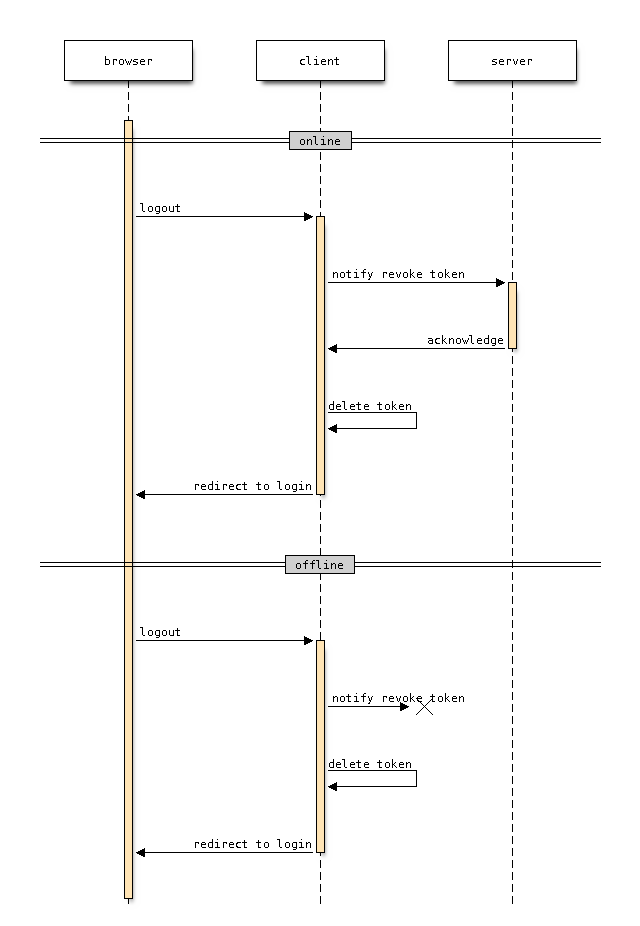 browser
client
server
online
logout
notify revoke token
acknowledge
delete token
redirect to login
offline
logout
notify revoke token
delete token
redirect to login